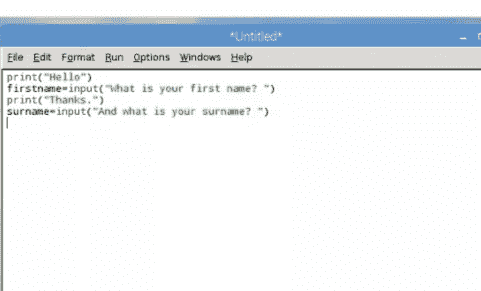 *Untitled*
File Edit Format Run Options Windows Help
print("Hello")
firstname=input("What is your first name? ")
print("Thanks.")
surname=input("And what is your surname? ")